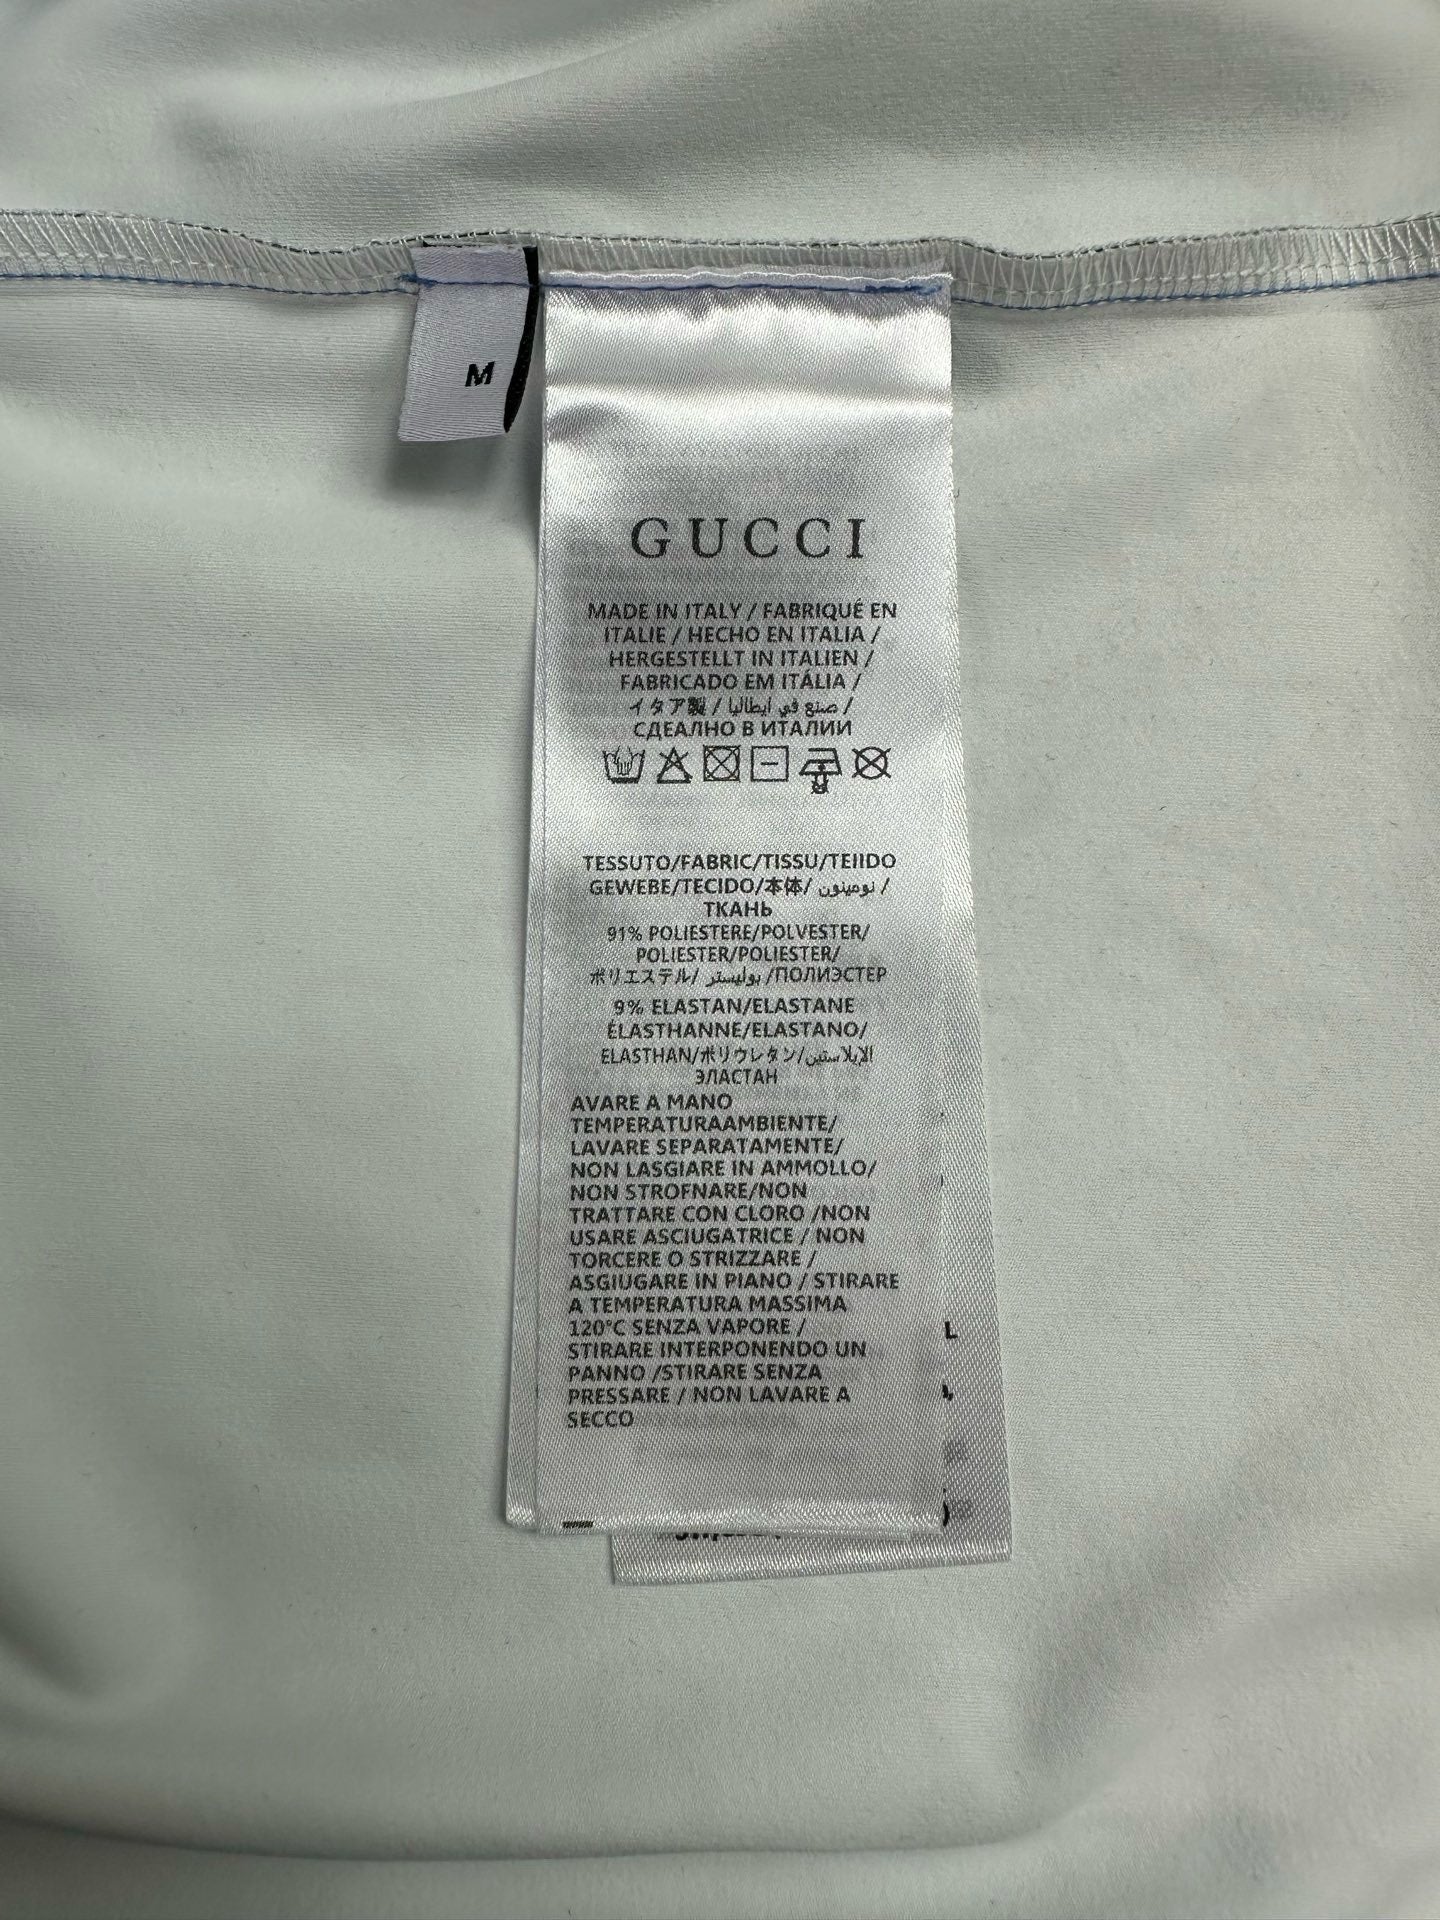 M
GUCCI
MADE IN ITALY / FABRIQUÉ EN
ITALIE / HECHO EN ITALIA /
HERGESTELLT IN ITALIEN /
FABRICADO EM ITÁLIA /
イタア製 / صنع في ايطاليا /
СДЕАЛНО В ИТАЛИИ
TESSUTO/FABRIC/TISSU/TEIIDO
GEWEBE/TECIDO/本体/ نومينون /
ТКАНЬ
91% POLIESTERE/POLVESTER/
POLIESTER/POLIESTER/
ポリエステル/ بوليستر /ПОЛИЭСТЕР
9% ELASTAN/ELASTANE
ÉLASTHANNE/ELASTANO/
ELASTHAN/ポリウレタン/الإيلاستين
ЭЛАСТАН
AVARE A MANO
TEMPERATURAAMBIENTE/
LAVARE SEPARATAMENTE/
NON LASGIARE IN AMMOLLO/
NON STROFNARE/NON
TRATTARE CON CLORO /NON
USARE ASCIUGATRICE / NON
TORCERE O STRIZZARE /
ASGIUGARE IN PIANO / STIRARE
A TEMPERATURA MASSIMA
120°C SENZA VAPORE /
STIRARE INTERPONENDO UN
PANNO /STIRARE SENZA
PRESSARE / NON LAVARE A
SECCO
L